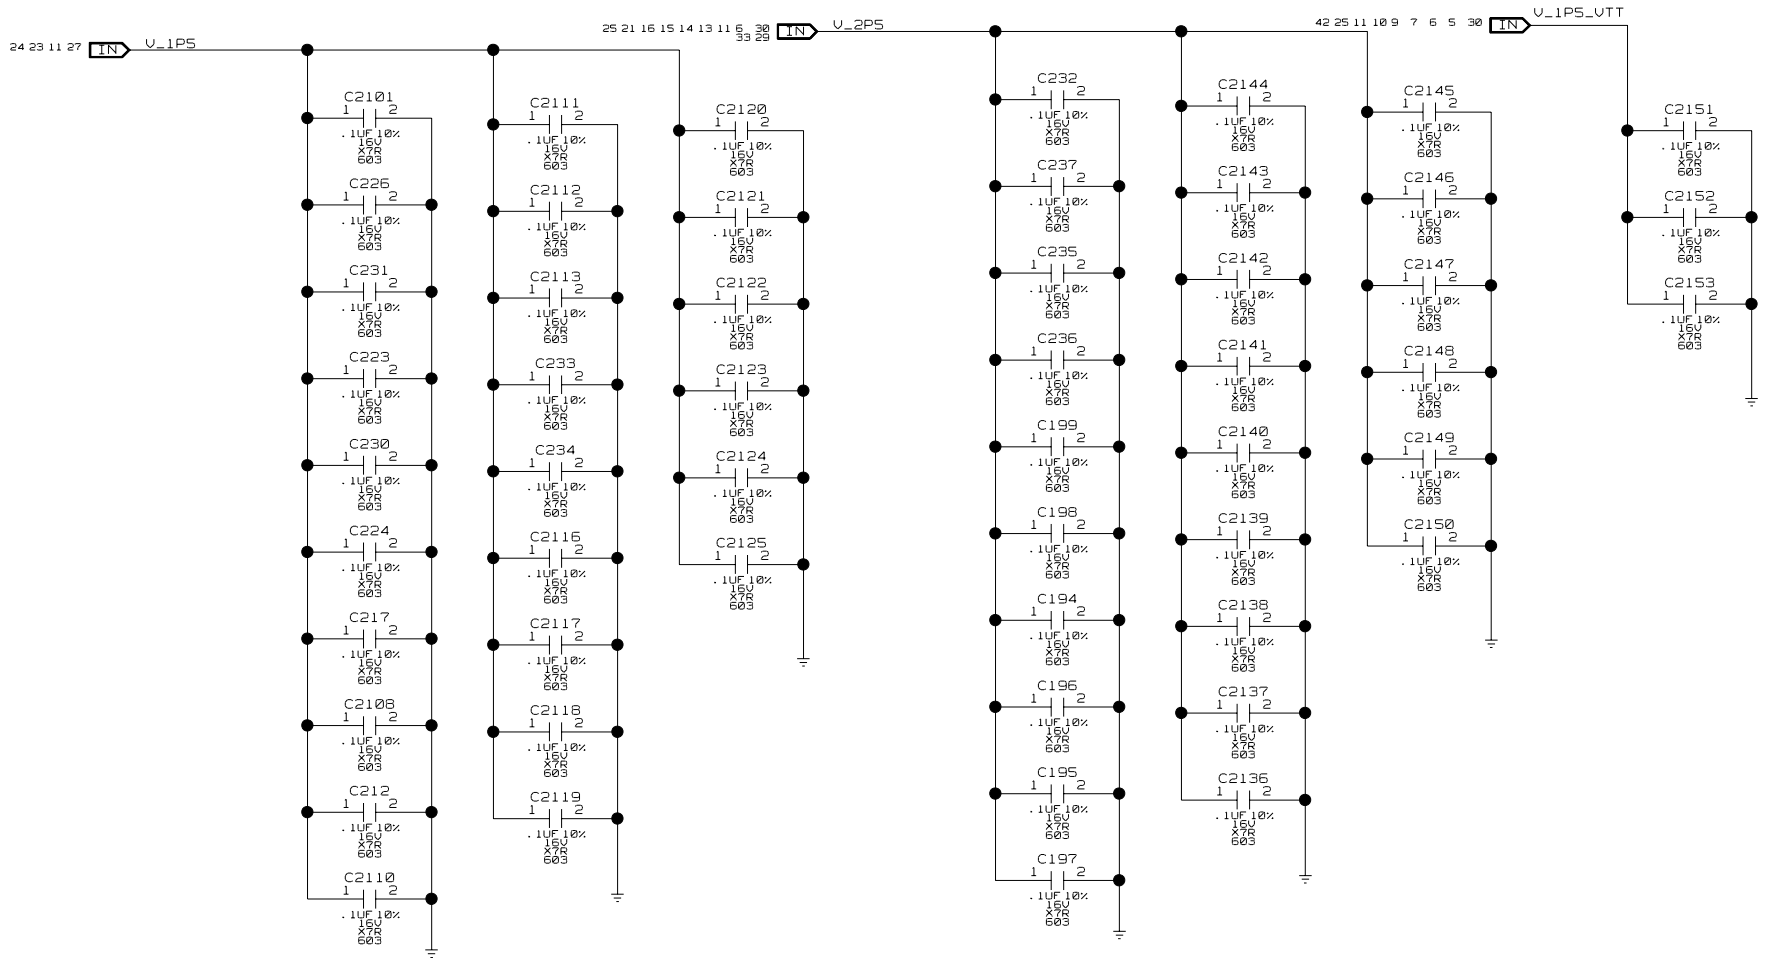 24 23 11 27 IN V_1P5
C2101
1 2
.1UF 10%
16V
X7R
603
C226
1 2
.1UF 10%
16V
X7R
603
C231
1 2
.1UF 10%
16V
X7R
603
C223
1 2
.1UF 10%
16V
X7R
603
C230
1 2
.1UF 10%
16V
X7R
603
C224
1 2
.1UF 10%
16V
X7R
603
C217
1 2
.1UF 10%
16V
X7R
603
C2108
1 2
.1UF 10%
16V
X7R
603
C212
1 2
.1UF 10%
16V
X7R
603
C2110
1 2
.1UF 10%
16V
X7R
603
C2111
1 2
.1UF 10%
16V
X7R
603
C2112
1 2
.1UF 10%
16V
X7R
603
C2113
1 2
.1UF 10%
16V
X7R
603
C233
1 2
.1UF 10%
16V
X7R
603
C234
1 2
.1UF 10%
16V
X7R
603
C2116
1 2
.1UF 10%
16V
X7R
603
C2117
1 2
.1UF 10%
16V
X7R
603
C2118
1 2
.1UF 10%
16V
X7R
603
C2119
1 2
.1UF 10%
16V
X7R
603
C2120
1 2
.1UF 10%
16V
X7R
603
C2121
1 2
.1UF 10%
16V
X7R
603
C2122
1 2
.1UF 10%
16V
X7R
603
C2123
1 2
.1UF 10%
16V
X7R
603
C2124
1 2
.1UF 10%
16V
X7R
603
C2125
1 2
.1UF 10%
16V
X7R
603
25 21 16 15 14 13 11 6 30
33 29
IN V_2P5
C232
1 2
.1UF 10%
16V
X7R
603
C237
1 2
.1UF 10%
16V
X7R
603
C235
1 2
.1UF 10%
16V
X7R
603
C236
1 2
.1UF 10%
16V
X7R
603
C199
1 2
.1UF 10%
16V
X7R
603
C198
1 2
.1UF 10%
16V
X7R
603
C194
1 2
.1UF 10%
16V
X7R
603
C196
1 2
.1UF 10%
16V
X7R
603
C195
1 2
.1UF 10%
16V
X7R
603
C197
1 2
.1UF 10%
16V
X7R
603
C2144
1 2
.1UF 10%
16V
X7R
603
C2143
1 2
.1UF 10%
16V
X7R
603
C2142
1 2
.1UF 10%
16V
X7R
603
C2141
1 2
.1UF 10%
16V
X7R
603
C2140
1 2
.1UF 10%
16V
X7R
603
C2139
1 2
.1UF 10%
16V
X7R
603
C2138
1 2
.1UF 10%
16V
X7R
603
C2137
1 2
.1UF 10%
16V
X7R
603
C2136
1 2
.1UF 10%
16V
X7R
603
C2145
1 2
.1UF 10%
16V
X7R
603
C2146
1 2
.1UF 10%
16V
X7R
603
C2147
1 2
.1UF 10%
16V
X7R
603
C2148
1 2
.1UF 10%
16V
X7R
603
C2149
1 2
.1UF 10%
16V
X7R
603
C2150
1 2
.1UF 10%
16V
X7R
603
42 25 11 10 9 7 6 5 30 IN V_1P5_VTT
C2151
1 2
.1UF 10%
16V
X7R
603
C2152
1 2
.1UF 10%
16V
X7R
603
C2153
1 2
.1UF 10%
16V
X7R
603